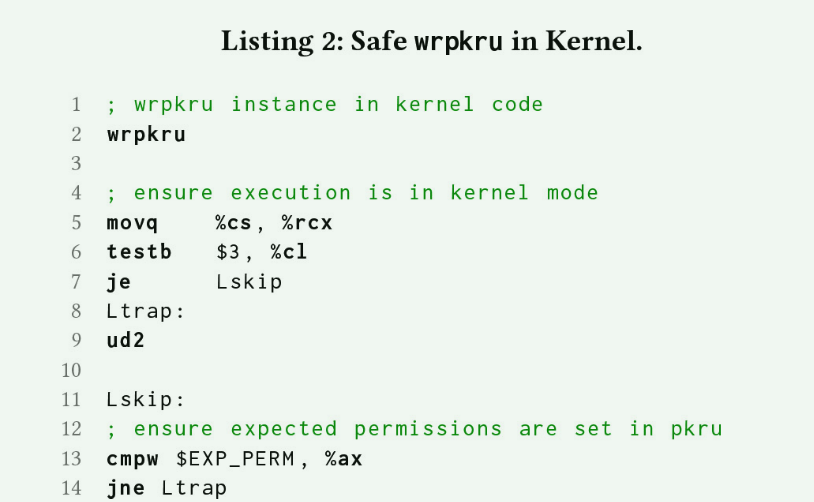 Listing 2: Safe wrpkru in Kernel.
1 ; wrpkru instance in kernel code
2 wrpkru
3
4 ; ensure execution is in kernel mode
5 movq %cs, %rcx
6 testb $3, %cl
7 je Lskip
8 Ltrap:
9 ud2
10
11 Lskip:
12 ; ensure expected permissions are set in pkru
13 cmpw $EXP_PERM, %ax
14 jne Ltrap